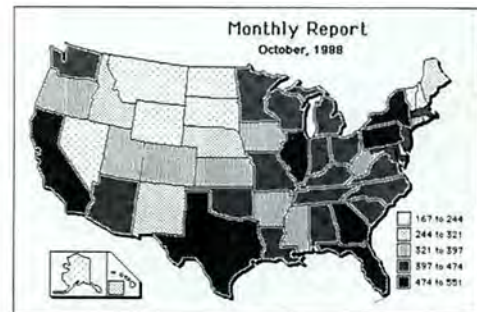 Monthly Report
October, 1988
167 to 244
244 to 321
321 to 397
397 to 474
474 to 551